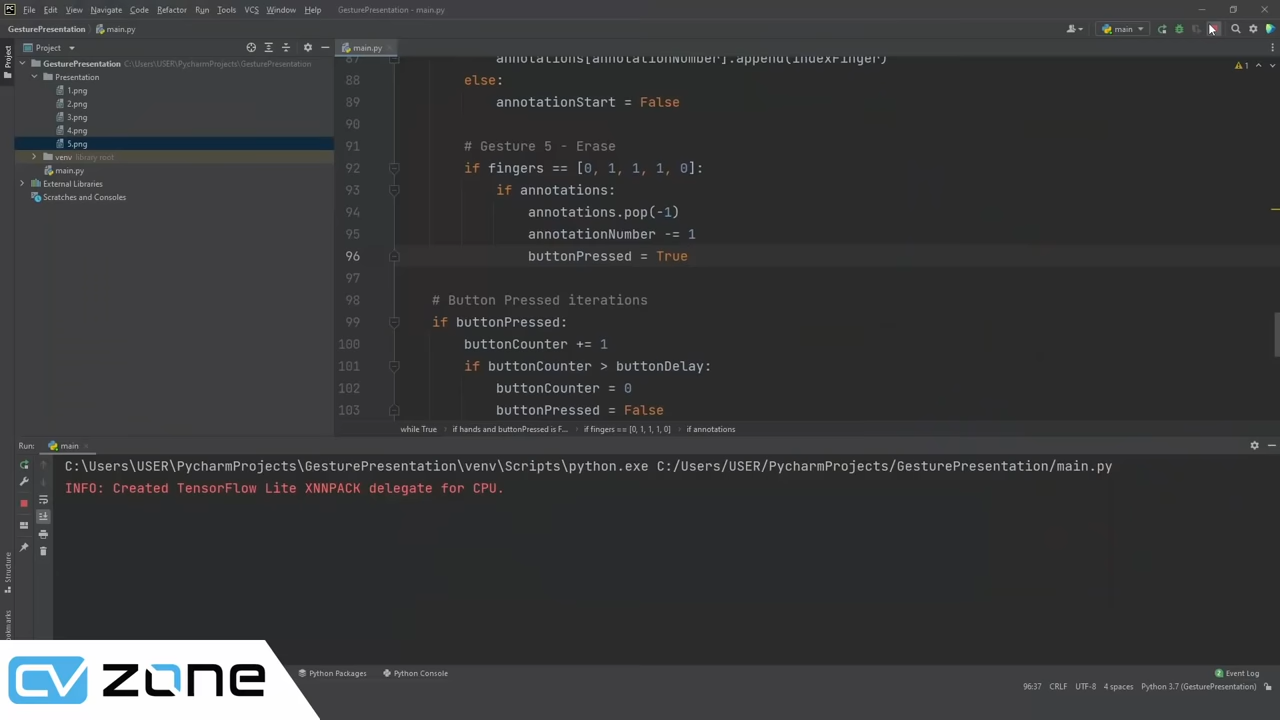 File Edit View Navigate Code Refactor Run Tools VCS Window Help GesturePresentation - main.py
GesturePresentation main.py
main
Project
main.py
GesturePresentation C:\Users\USER\PycharmProjects\GesturePresentation
Presentation
1.png
2.png
3.png
4.png
5.png
venv library root
main.py
External Libraries
Scratches and Consoles
Project
1
87 annotations[annotationNumber].append(indexFinger)
88 else:
89 annotationStart = False
90
91 # Gesture 5 - Erase
92 if fingers == [0, 1, 1, 1, 0]:
93 if annotations:
94 annotations.pop(-1)
95 annotationNumber -= 1
96 buttonPressed = True
97
98 # Button Pressed iterations
99 if buttonPressed:
100 buttonCounter += 1
101 if buttonCounter > buttonDelay:
102 buttonCounter = 0
103 buttonPressed = False
while True if hands and buttonPressed is F... if fingers == [0, 1, 1, 1, 0] if annotations
Run: main
C:\Users\USER\PycharmProjects\GesturePresentation\venv\Scripts\python.exe C:/Users/USER/PycharmProjects/GesturePresentation/main.py
INFO: Created TensorFlow Lite XNNPACK delegate for CPU.
Structure
CV zone
Python Packages Python Console Event Log
96:37 CRLF UTF-8 4 spaces Python 3.7 (GesturePresentation)